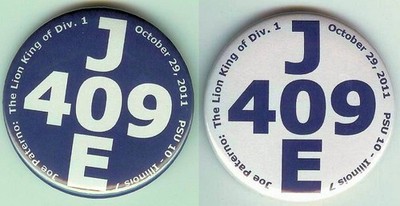 Joe Paterno: The Lion King of Div. 1
October 29, 2011
PSU 10 - Illinois 7
J
409
E
Joe Paterno: The Lion King of Div. 1
October 29, 2011
PSU 10 - Illinois 7
J
409
E